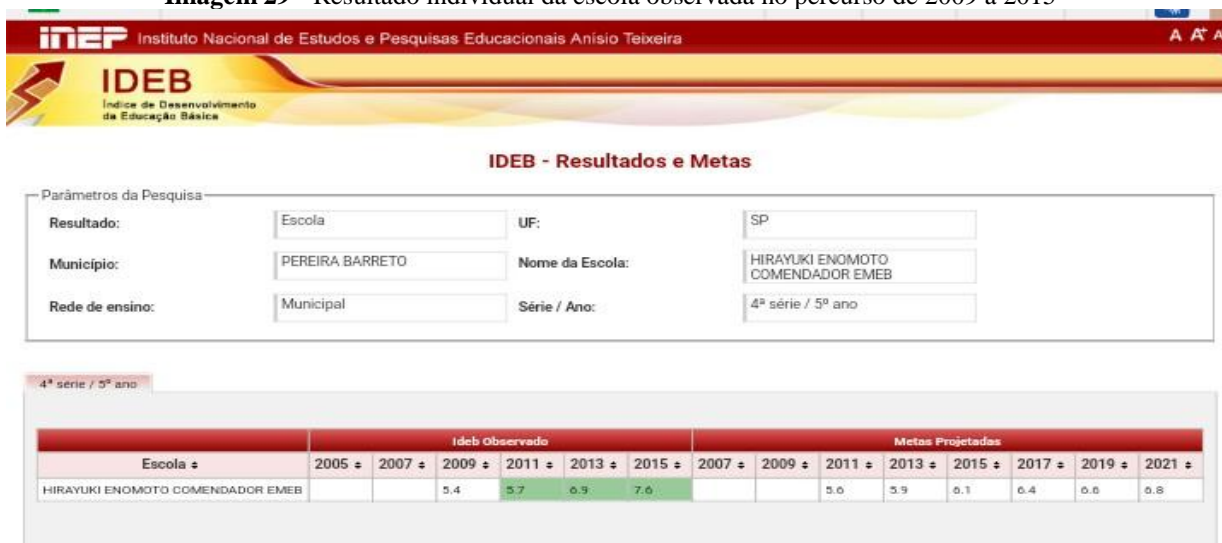 Imagem 29 - Resultado individual da escola observada no percurso de 2009 a 2015
inep Instituto Nacional de Estudos e Pesquisas Educacionais Anísio Teixeira A A+ A
IDEB
Índice de Desenvolvimento
da Educação Básica
IDEB - Resultados e Metas
Parâmetros da Pesquisa
Resultado: Escola UF: SP
Município: PEREIRA BARRETO Nome da Escola: HIRAYUKI ENOMOTO
COMENDADOR EMEB
Rede de ensino: Municipal Série / Ano: 4ª série / 5º ano
4ª série / 5º ano
Ideb Observado Metas Projetadas
Escola 2005 2007 2009 2011 2013 2015 2007 2009 2011 2013 2015 2017 2019 2021
HIRAYUKI ENOMOTO COMENDADOR EMEB 5.4 5.7 6.9 7.6 5.6 5.9 6.1 6.4 6.6 6.8